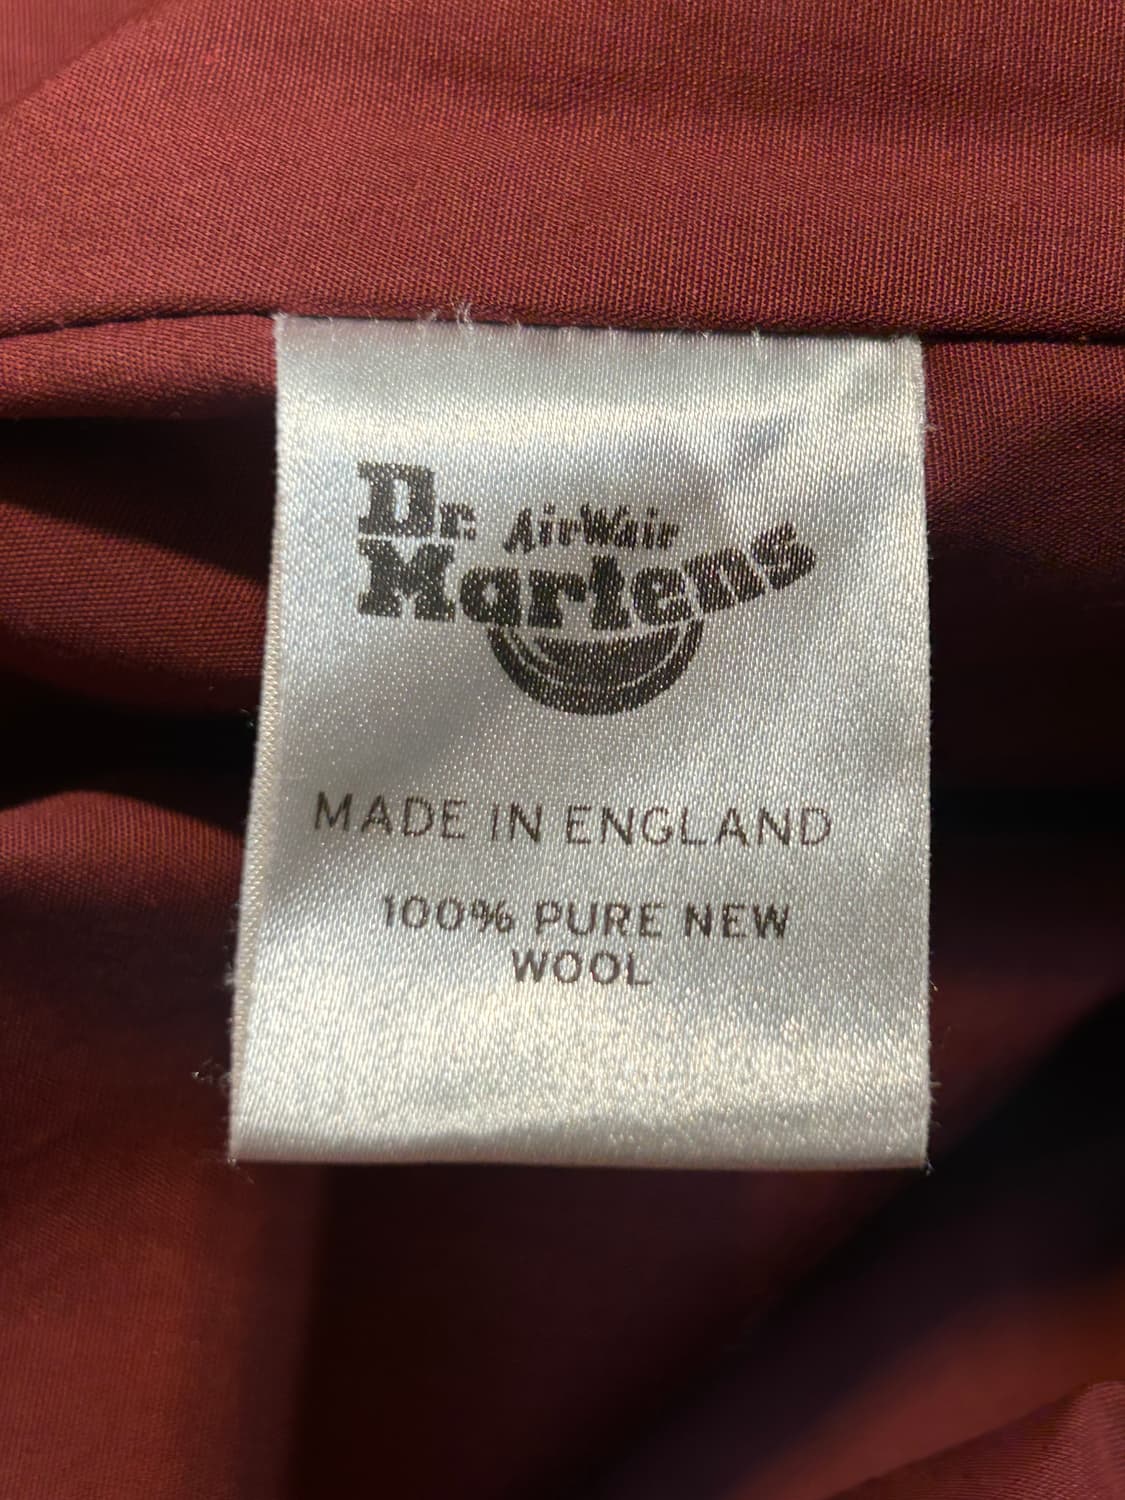 Dr. AirWair
Martens
MADE IN ENGLAND
100% PURE NEW
WOOL